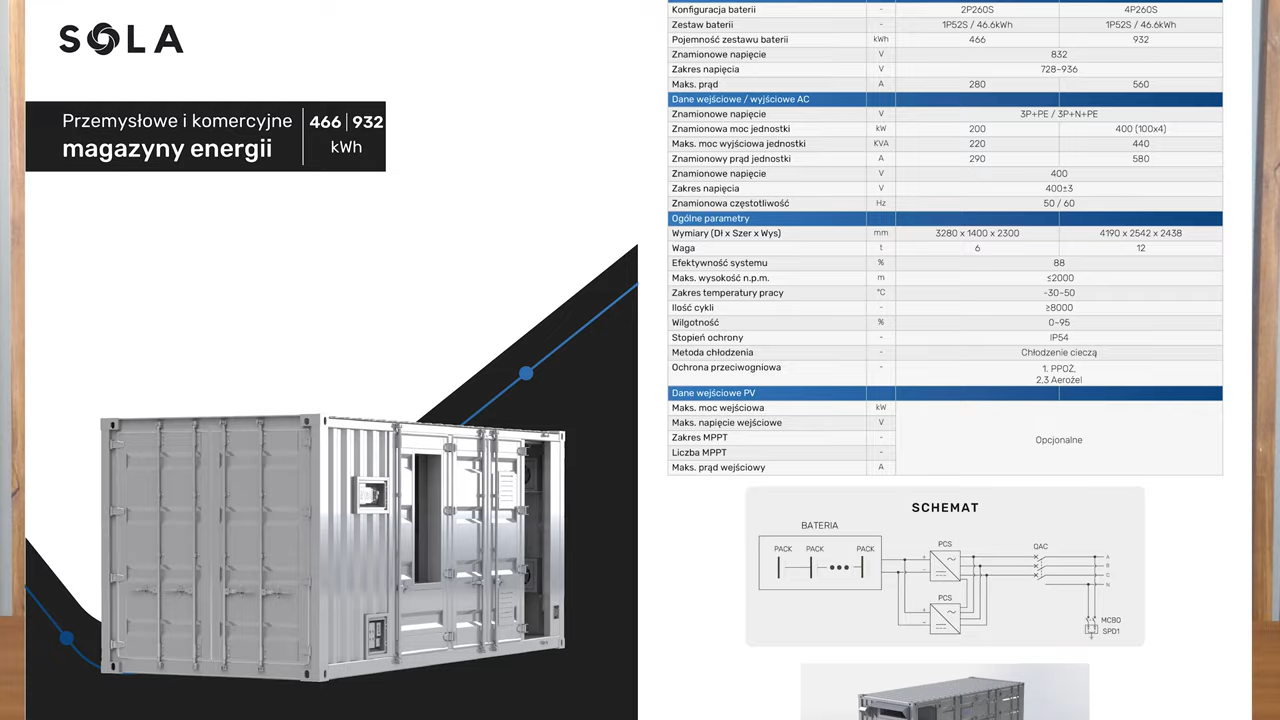 SOLA
Przemysłowe i komercyjne
magazyny energii
466 | 932
kWh
Konfiguracja baterii - 2P260S 4P260S
Zestaw baterii - 1P52S / 46.6kWh 1P52S / 46.6kWh
Pojemność zestawu baterii kWh 466 932
Znamionowe napięcie V 832
Zakres napięcia V 728~936
Maks. prąd A 280 560
Dane wejściowe / wyjściowe AC
Znamionowe napięcie V 3P+PE / 3P+N+PE
Znamionowa moc jednostki kW 200 400 (100x4)
Maks. moc wyjściowa jednostki KVA 220 440
Znamionowy prąd jednostki A 290 580
Znamionowe napięcie V 400
Zakres napięcia V 400±3
Znamionowa częstotliwość Hz 50 / 60
Ogólne parametry
Wymiary (Dł x Szer x Wys) mm 3280 x 1400 x 2300 4190 x 2542 x 2438
Waga t 6 12
Efektywność systemu % 88
Maks. wysokość n.p.m. m ≤2000
Zakres temperatury pracy °C -30~50
Ilość cykli - ≥8000
Wilgotność % 0~95
Stopień ochrony - IP54
Metoda chłodzenia - Chłodzenie cieczą
Ochrona przeciwogniowa - 1. PPOŻ,
2,3 Aerożel
Dane wejściowe PV
Maks. moc wejściowa kW
Maks. napięcie wejściowe V
Zakres MPPT -
Opcjonalne
Liczba MPPT -
Maks. prąd wejściowy A
SCHEMAT
BATERIA
PACK PACK PACK
PCS
QAC
A
B
C
N
PCS
MCB0
SPD1